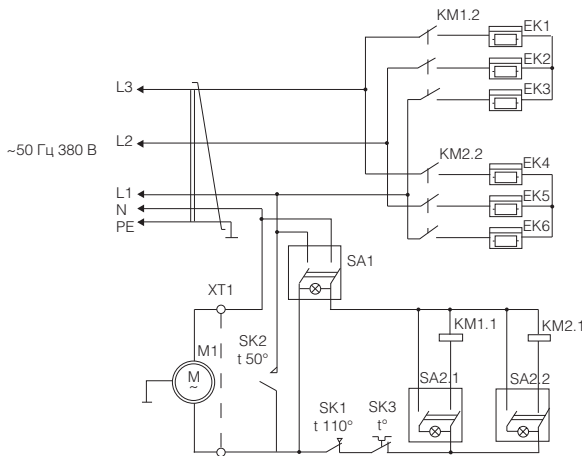 KM1.2
EK1
EK2
EK3
L3
~50 Гц 380 В
L2
KM2.2
EK4
L1
EK5
N
EK6
PE
SA1
XT1
SK2
t 50°
KM1.1
KM2.1
M1
M
~
SK1
t 110°
SK3
t°
SA2.1
SA2.2